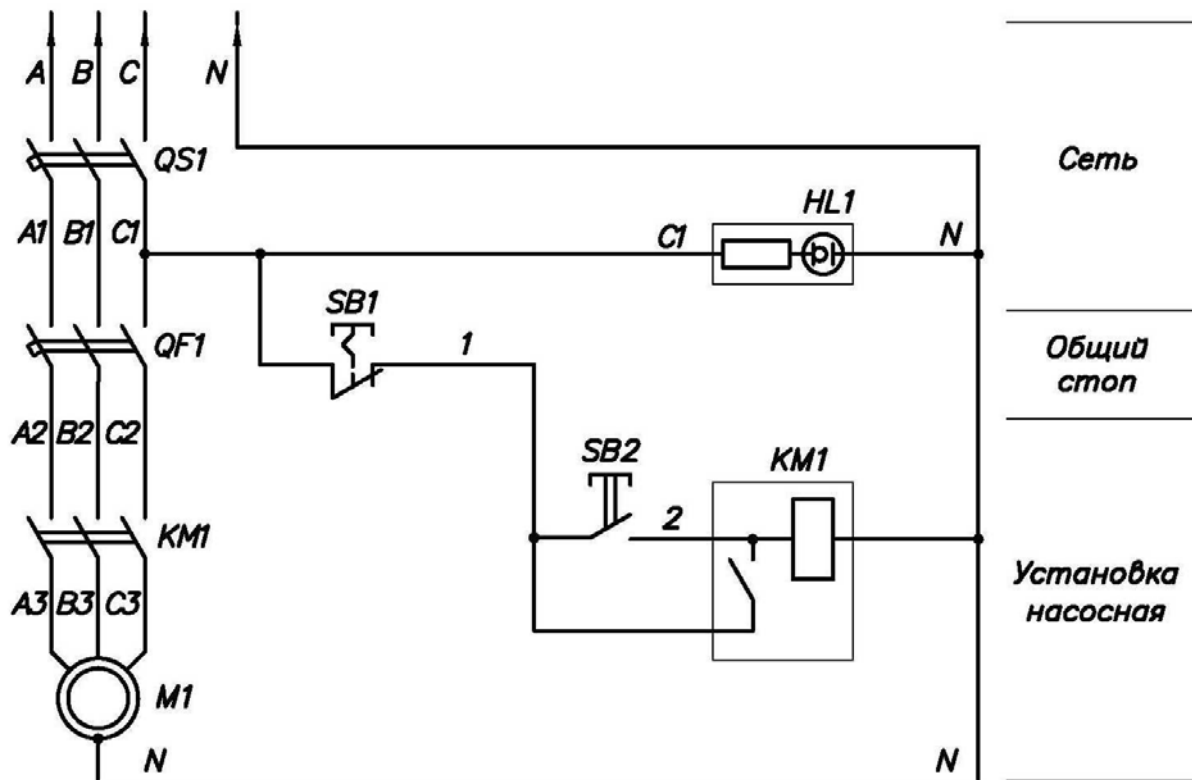 A B C N
QS1
Сеть
A1 B1 C1
C1
HL1
N
SB1
1
QF1
Общий
стоп
A2 B2 C2
SB2
2
KM1
KM1
Установка
насосная
A3 B3 C3
M1
N
N